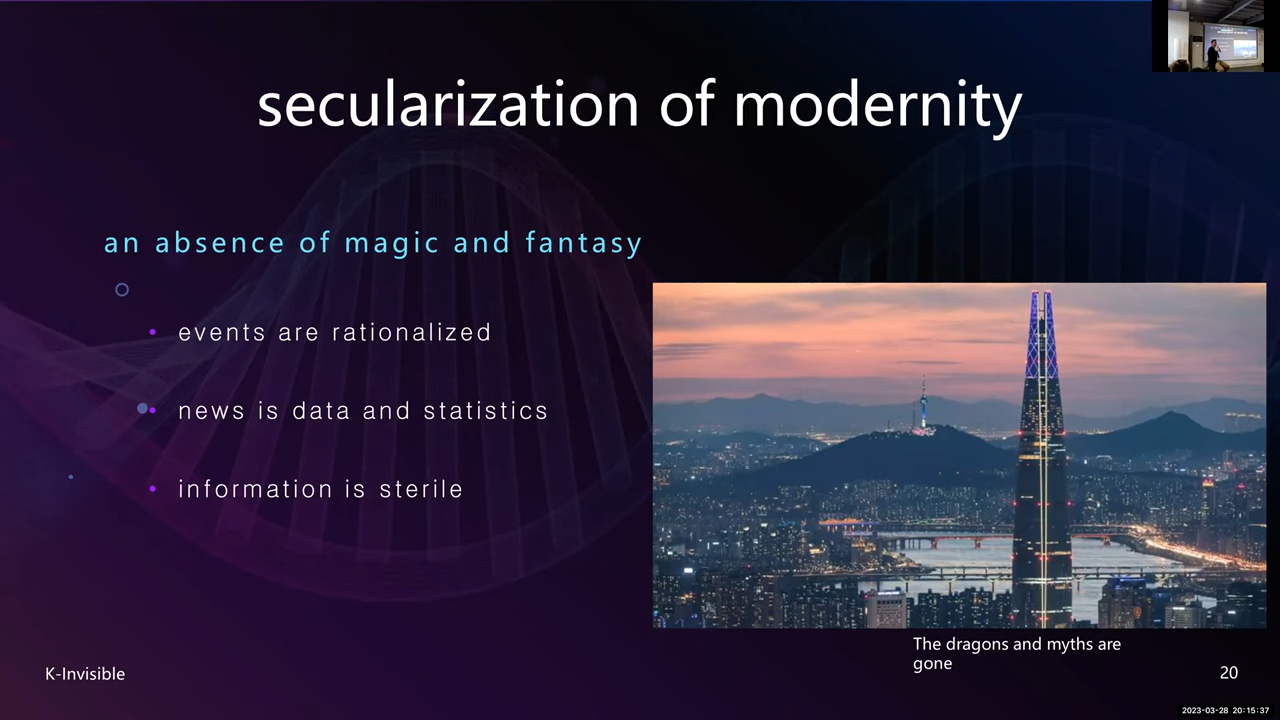 secularization of modernity
an absence of magic and fantasy
events are rationalized
news is data and statistics
information is sterile
The dragons and myths are
gone
K-Invisible
20
2023-03-28 20:15:37